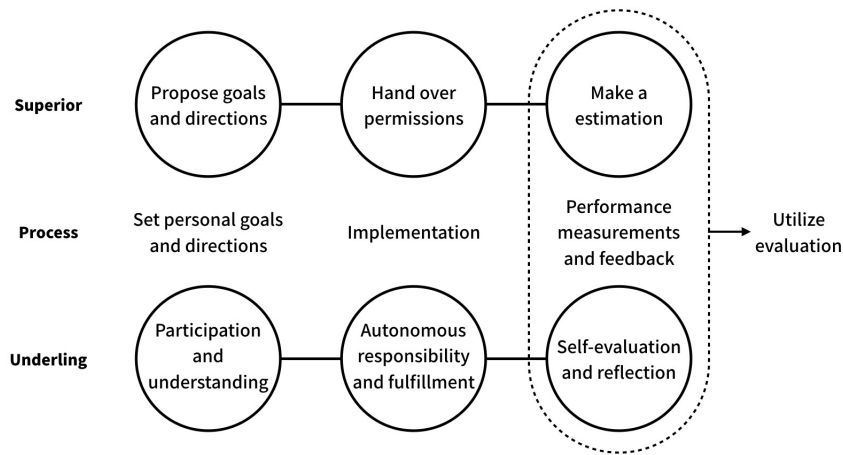 Superior
Propose goals
and directions
Hand over
permissions
Make a
estimation
Process
Set personal goals
and directions
Implementation
Performance
measurements
and feedback
Utilize
evaluation
Underling
Participation
and
understanding
Autonomous
responsibility
and fulfillment
Self-evaluation
and reflection